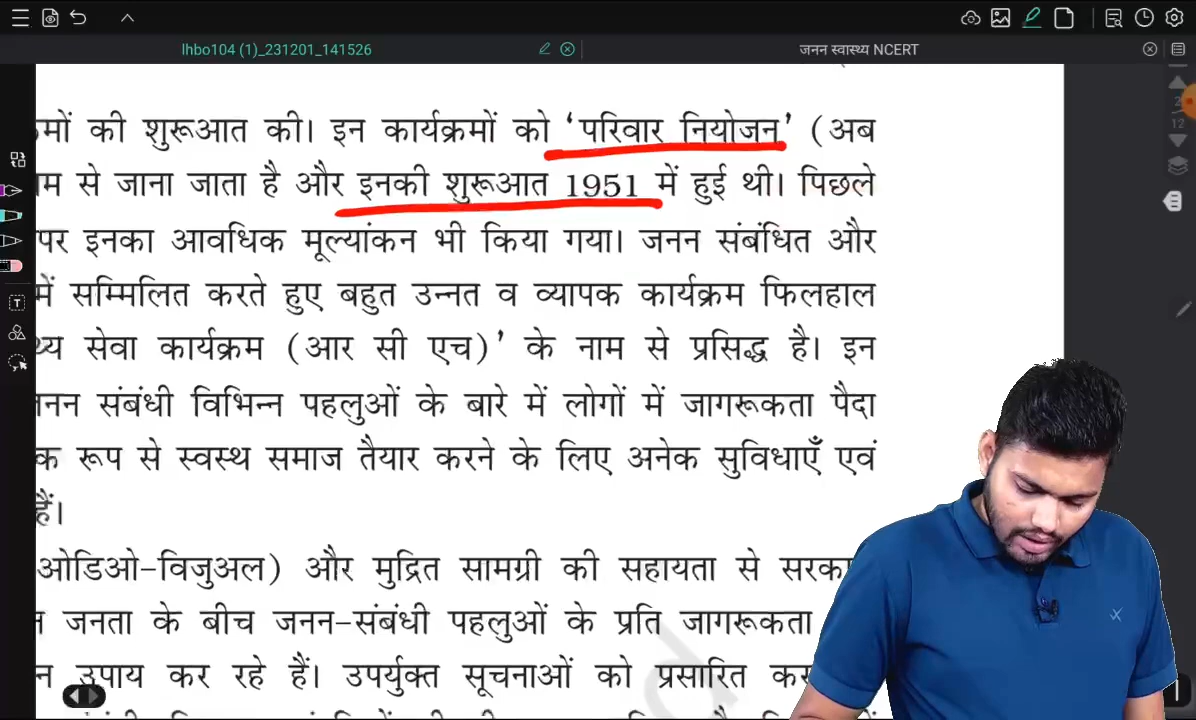 lhbo104 (1)_231201_141526
जनन स्वास्थ्य NCERT
की शुरूआत की। इन कार्यक्रमों को ‘परिवार नियोजन’ (अब
से जाना जाता है और इनकी शुरूआत 1951 में हुई थी। पिछले
पर इनका आवधिक मूल्यांकन भी किया गया। जनन संबंधित और
में सम्मिलित करते हुए बहुत उन्नत व व्यापक कार्यक्रम फिलहाल
सेवा कार्यक्रम (आर सी एच)’ के नाम से प्रसिद्ध है। इन
संबंधी विभिन्न पहलुओं के बारे में लोगों में जागरूकता पैदा
रूप से स्वस्थ समाज तैयार करने के लिए अनेक सुविधाएँ एवं
हैं।
ओडिओ-विजुअल) और मुद्रित सामग्री की सहायता से
जनता के बीच जनन-संबंधी पहलुओं के प्रति जागरूकता
उपाय कर रहे हैं। उपर्युक्त सूचनाओं को प्रसारित